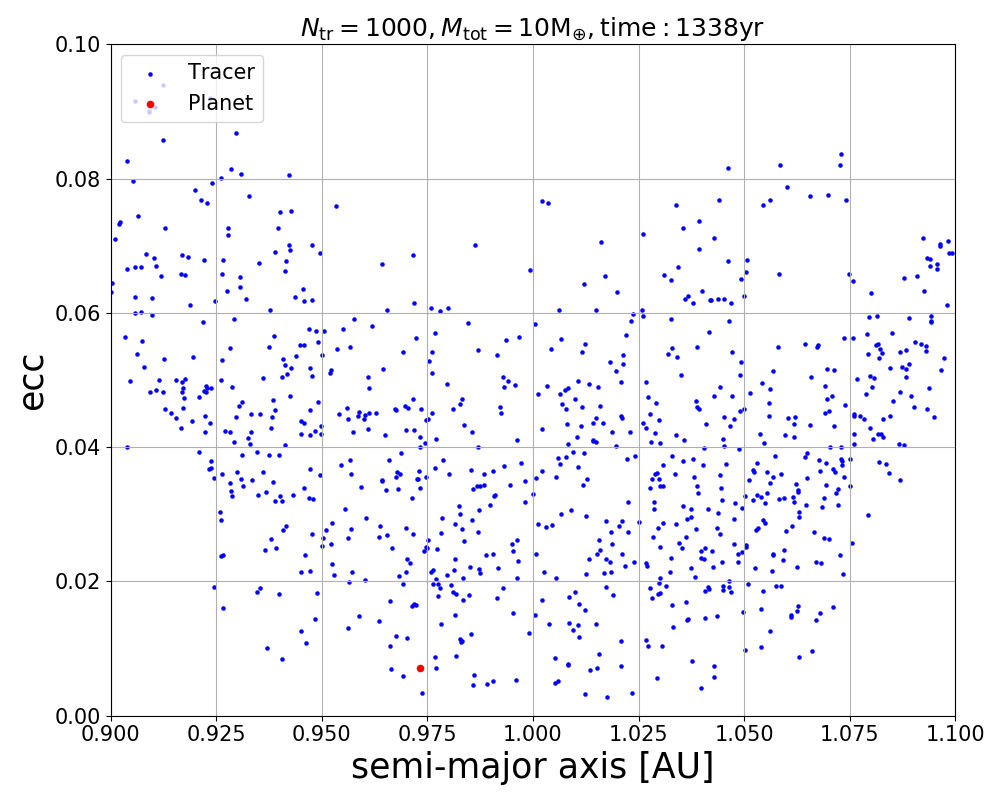 N_tr = 1000, M_tot = 10M_⊕, time : 1338yr
0.10
0.08
0.06
0.04
0.02
0.00
ecc
Tracer
Planet
0.900 0.925 0.950 0.975 1.000 1.025 1.050 1.075 1.100
semi-major axis [AU]